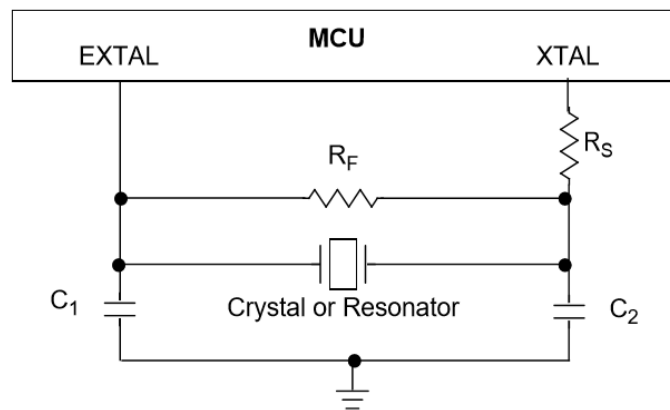 MCU
EXTAL XTAL
R_S
R_F
C_1 Crystal or Resonator C_2